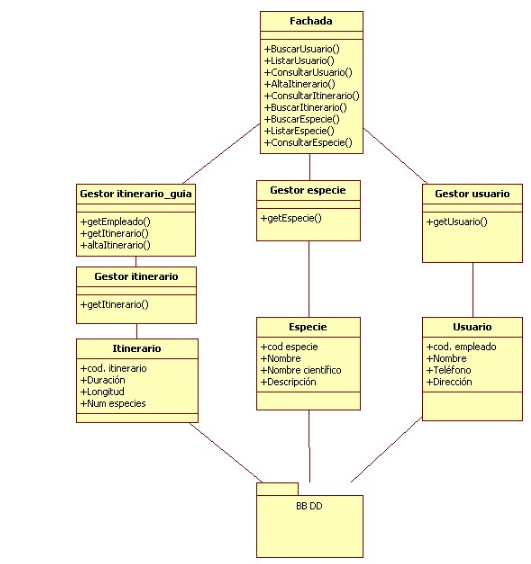 Fachada
+BuscarUsuario()
+ListarUsuario()
+ConsultarUsuario()
+AltaItinerario()
+ConsultarItinerario()
+BuscarItinerario()
+BuscarEspecie()
+ListarEspecie()
+ConsultarEspecie()
Gestor itinerario_guia
+getEmpleado()
+getItinerario()
+altaItinerario()
Gestor especie
+getEspecie()
Gestor usuario
+getUsuario()
Gestor itinerario
+getItinerario()
Itinerario
+cod. itinerario
+Duración
+Longitud
+Num especies
Especie
+cod especie
+Nombre
+Nombre científico
+Descripción
Usuario
+cod. empleado
+Nombre
+Teléfono
+Dirección
BB DD